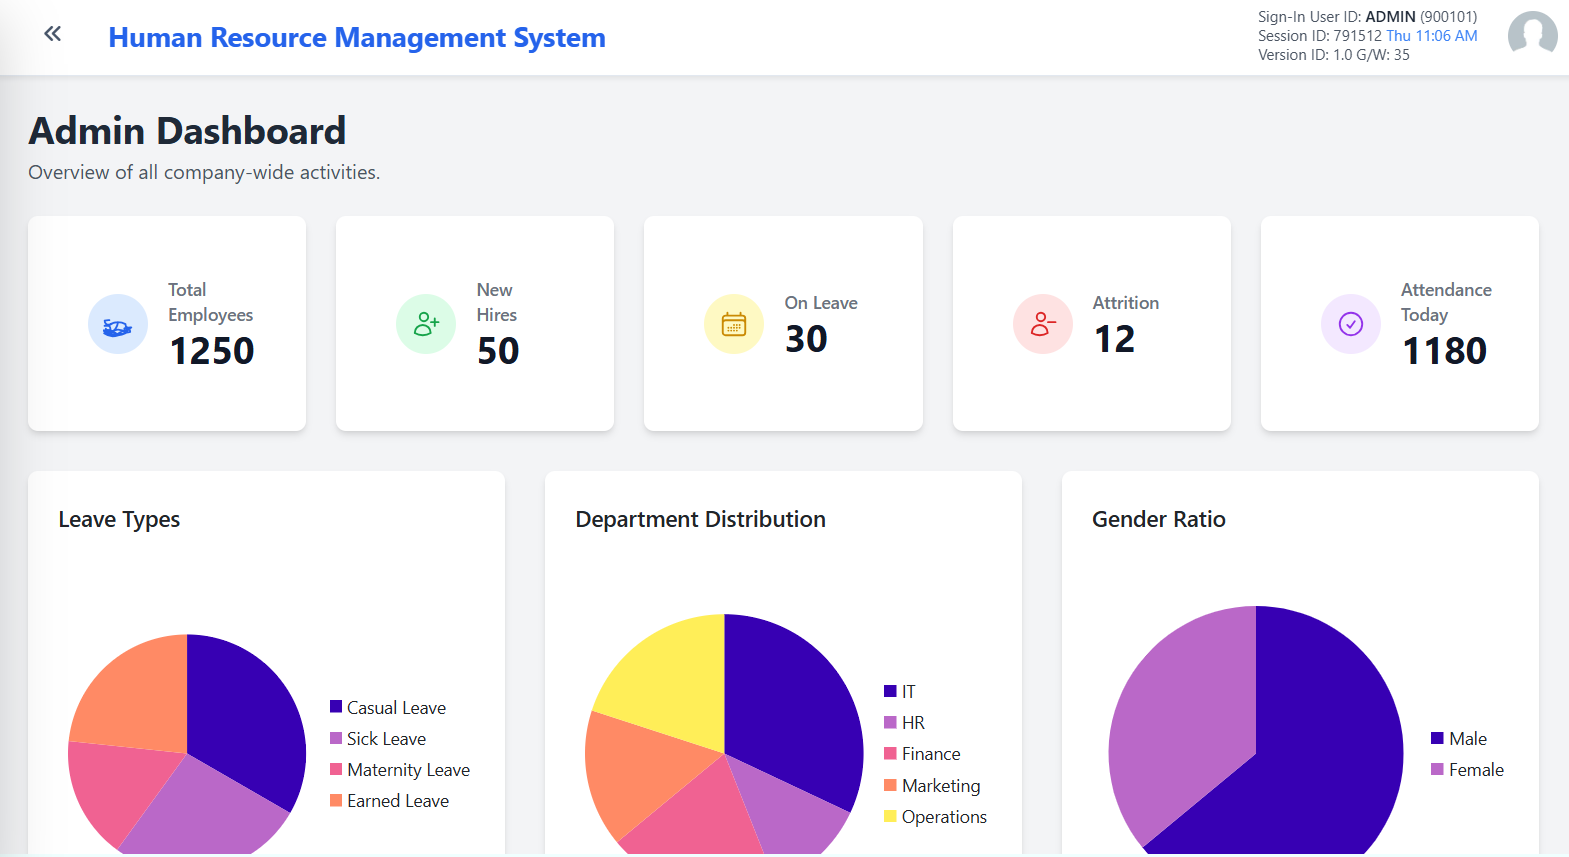 Human Resource Management System
Sign-In User ID: ADMIN (900101)
Session ID: 791512 Thu 11:06 AM
Version ID: 1.0 G/W: 35
Admin Dashboard
Overview of all company-wide activities.
Total
Employees
1250
New
Hires
50
On Leave
30
Attrition
12
Attendance
Today
1180
Leave Types
Casual Leave
Sick Leave
Maternity Leave
Earned Leave
Department Distribution
IT
HR
Finance
Marketing
Operations
Gender Ratio
Male
Female